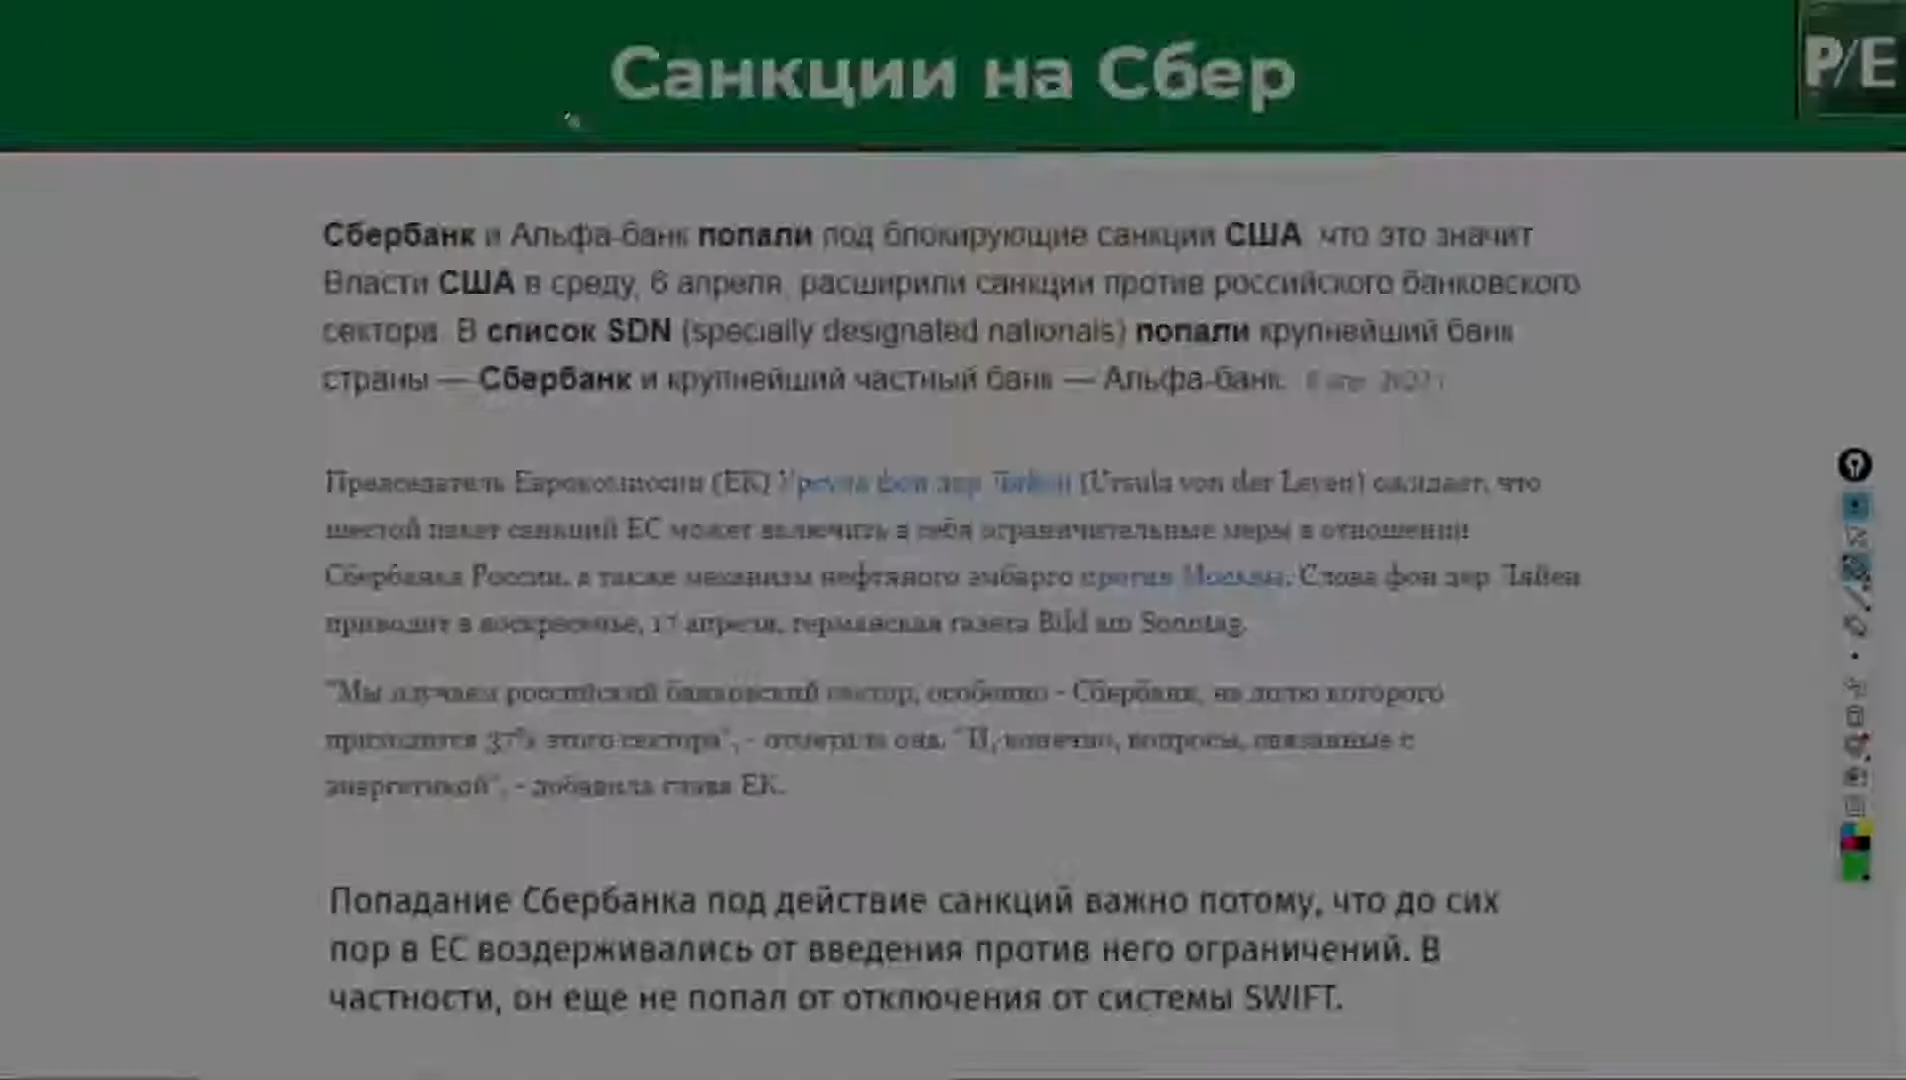 Санкции на Сбер
P/E
Сбербанк и Альфа-банк попали под блокирующие санкции США: что это значит
Власти США в среду, 6 апреля, расширили санкции против российского банковского
сектора. В список SDN (specially designated nationals) попали крупнейший банк
страны — Сбербанк и крупнейший частный банк — Альфа-банк. 6 апр. 2022 г.
Председатель Еврокомиссии (ЕК) Урсула фон дер Ляйен (Ursula von der Leyen) ожидает, что
шестой пакет санкций ЕС может включить в себя ограничительные меры в отношении
Сбербанка России, а также механизм нефтяного эмбарго против Москвы. Слова фон дер Ляйен
приводит в воскресенье, 17 апреля, германская газета Bild am Sonntag.
"Мы изучаем российский банковский сектор, особенно - Сбербанк, на долю которого
приходится 37% этого сектора", - отметила она. "И, конечно, вопросы, связанные с
энергетикой", - добавила глава ЕК.
Попадание Сбербанка под действие санкций важно потому, что до сих
пор в ЕС воздерживались от введения против него ограничений. В
частности, он еще не попал от отключения от системы SWIFT.